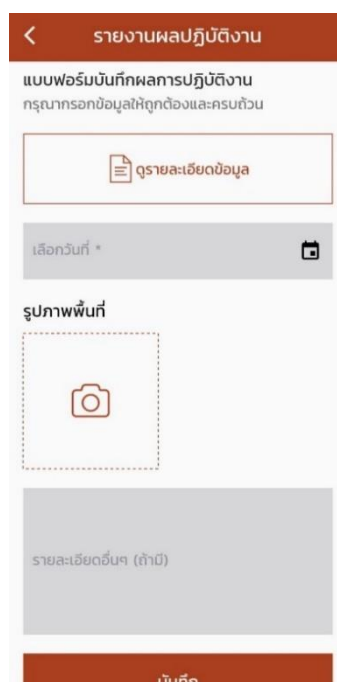 รายงานผลปฏิบัติงาน
แบบฟอร์มบันทึกผลการปฏิบัติงาน
กรุณากรอกข้อมูลให้ถูกต้องและครบถ้วน
ดูรายละเอียดข้อมูล
เลือกวันที่ *
รูปภาพพื้นที่
รายละเอียดอื่นๆ (ถ้ามี)
บันทึก